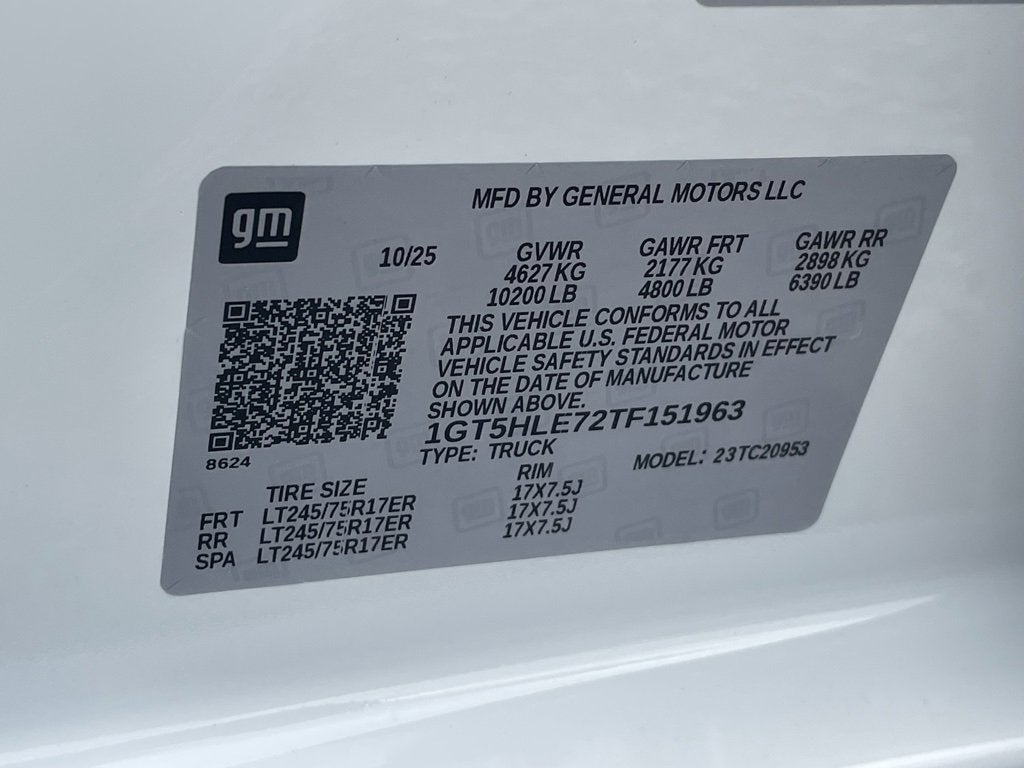 gm
MFD BY GENERAL MOTORS LLC
10/25 GVWR GAWR FRT GAWR RR
4627 KG 2177 KG 2898 KG
10200 LB 4800 LB 6390 LB
THIS VEHICLE CONFORMS TO ALL
APPLICABLE U.S. FEDERAL MOTOR
VEHICLE SAFETY STANDARDS IN EFFECT
ON THE DATE OF MANUFACTURE
SHOWN ABOVE.
1GT5HLE72TF151963
8624
TYPE: TRUCK MODEL: 23TC20953
TIRE SIZE RIM
FRT LT245/75R17ER 17X7.5J
RR LT245/75R17ER 17X7.5J
SPA LT245/75R17ER 17X7.5J